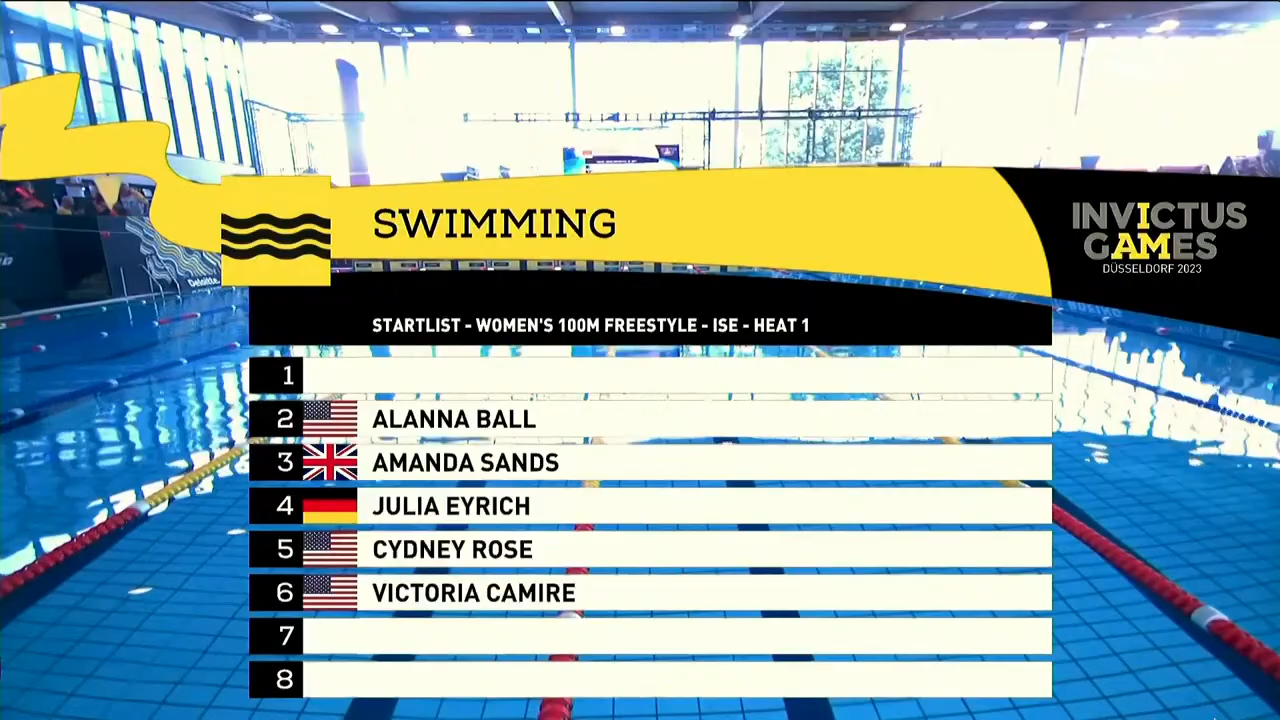 SWIMMING
INVICTUS
GAMES
DÜSSELDORF 2023
Deloitte.
STARTLIST - WOMEN'S 100M FREESTYLE - ISE - HEAT 1
1
2 ALANNA BALL
3 AMANDA SANDS
4 JULIA EYRICH
5 CYDNEY ROSE
6 VICTORIA CAMIRE
7
8